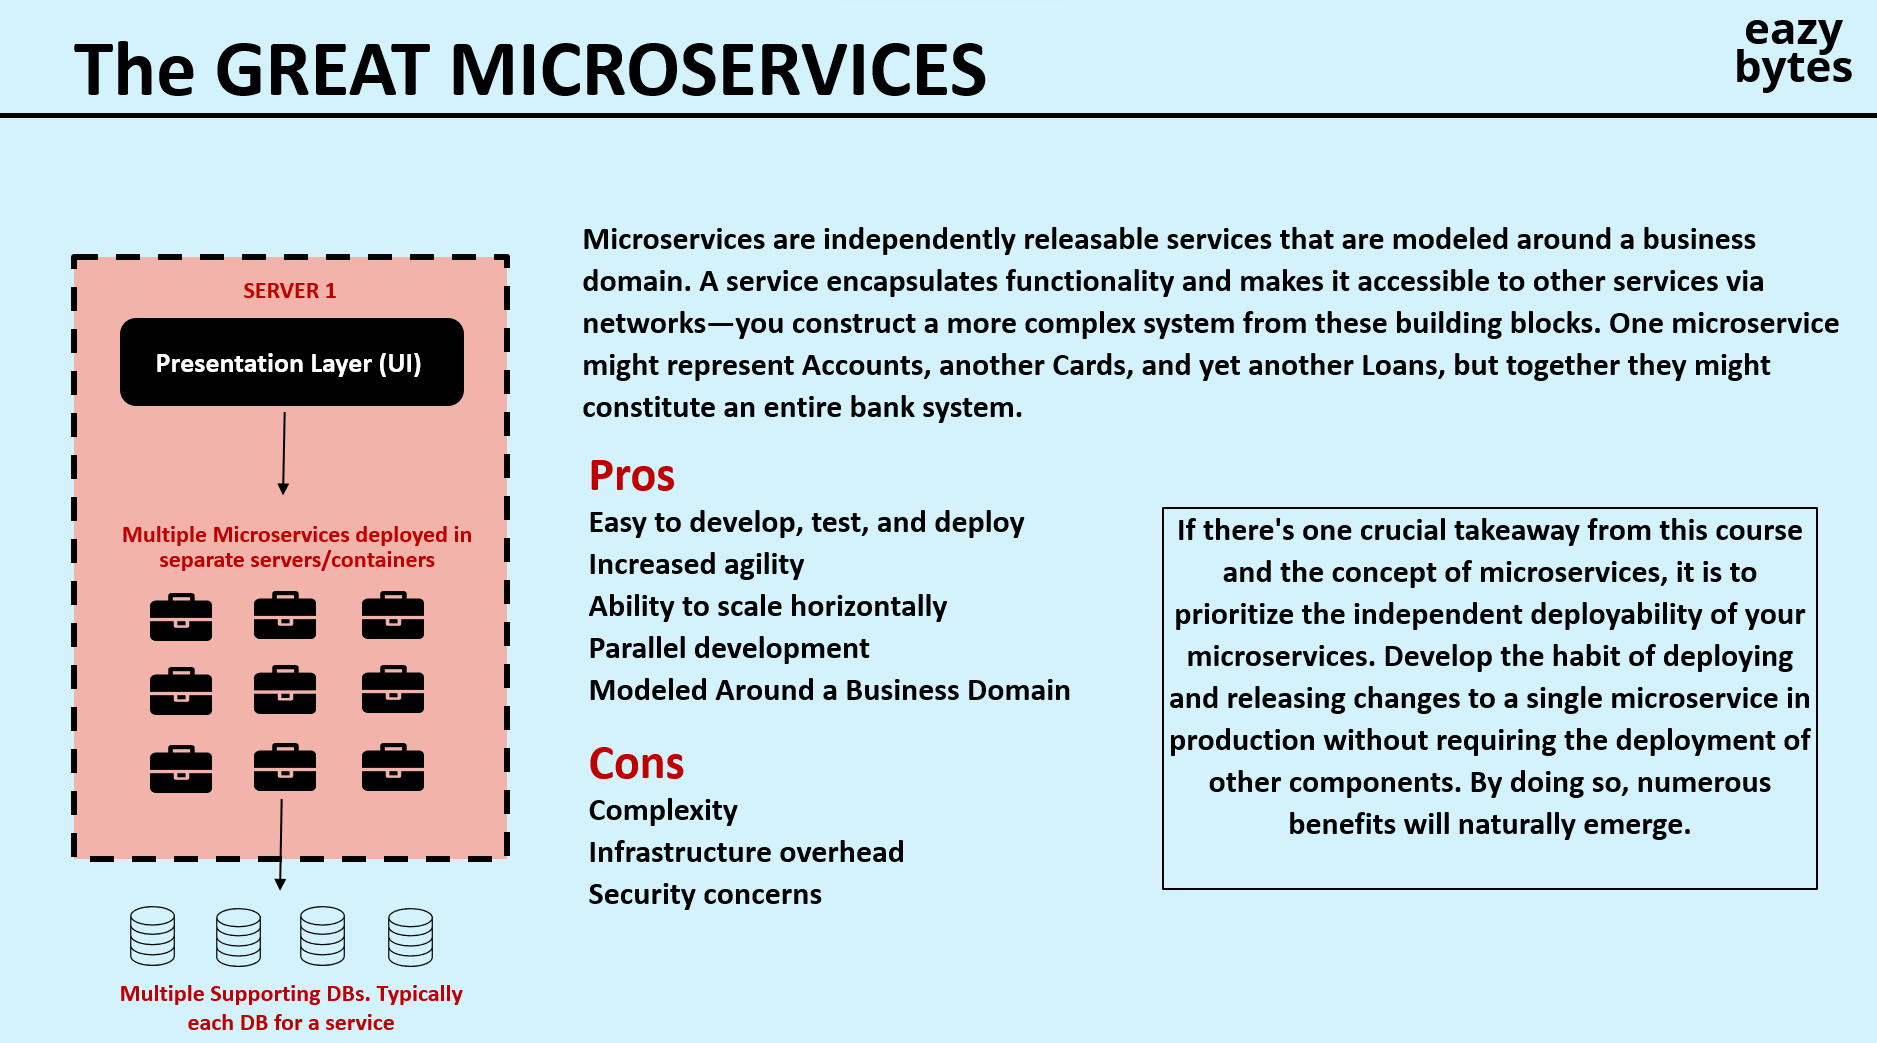 The GREAT MICROSERVICES
eazy
bytes
SERVER 1
Presentation Layer (UI)
Multiple Microservices deployed in
separate servers/containers
Multiple Supporting DBs. Typically
each DB for a service
Microservices are independently releasable services that are modeled around a business
domain. A service encapsulates functionality and makes it accessible to other services via
networks—you construct a more complex system from these building blocks. One microservice
might represent Accounts, another Cards, and yet another Loans, but together they might
constitute an entire bank system.
Pros
Easy to develop, test, and deploy
Increased agility
Ability to scale horizontally
Parallel development
Modeled Around a Business Domain
Cons
Complexity
Infrastructure overhead
Security concerns
If there's one crucial takeaway from this course
and the concept of microservices, it is to
prioritize the independent deployability of your
microservices. Develop the habit of deploying
and releasing changes to a single microservice in
production without requiring the deployment of
other components. By doing so, numerous
benefits will naturally emerge.